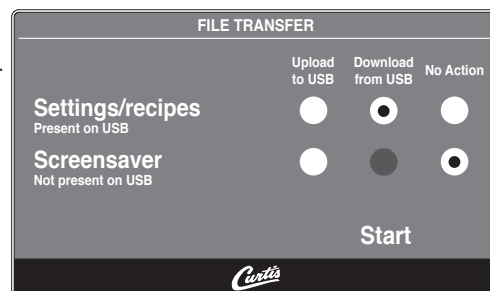 FILE TRANSFER
Upload to USB
Download from USB
No Action
Settings/recipes
Present on USB
Screensaver
Not present on USB
Start
Curtis